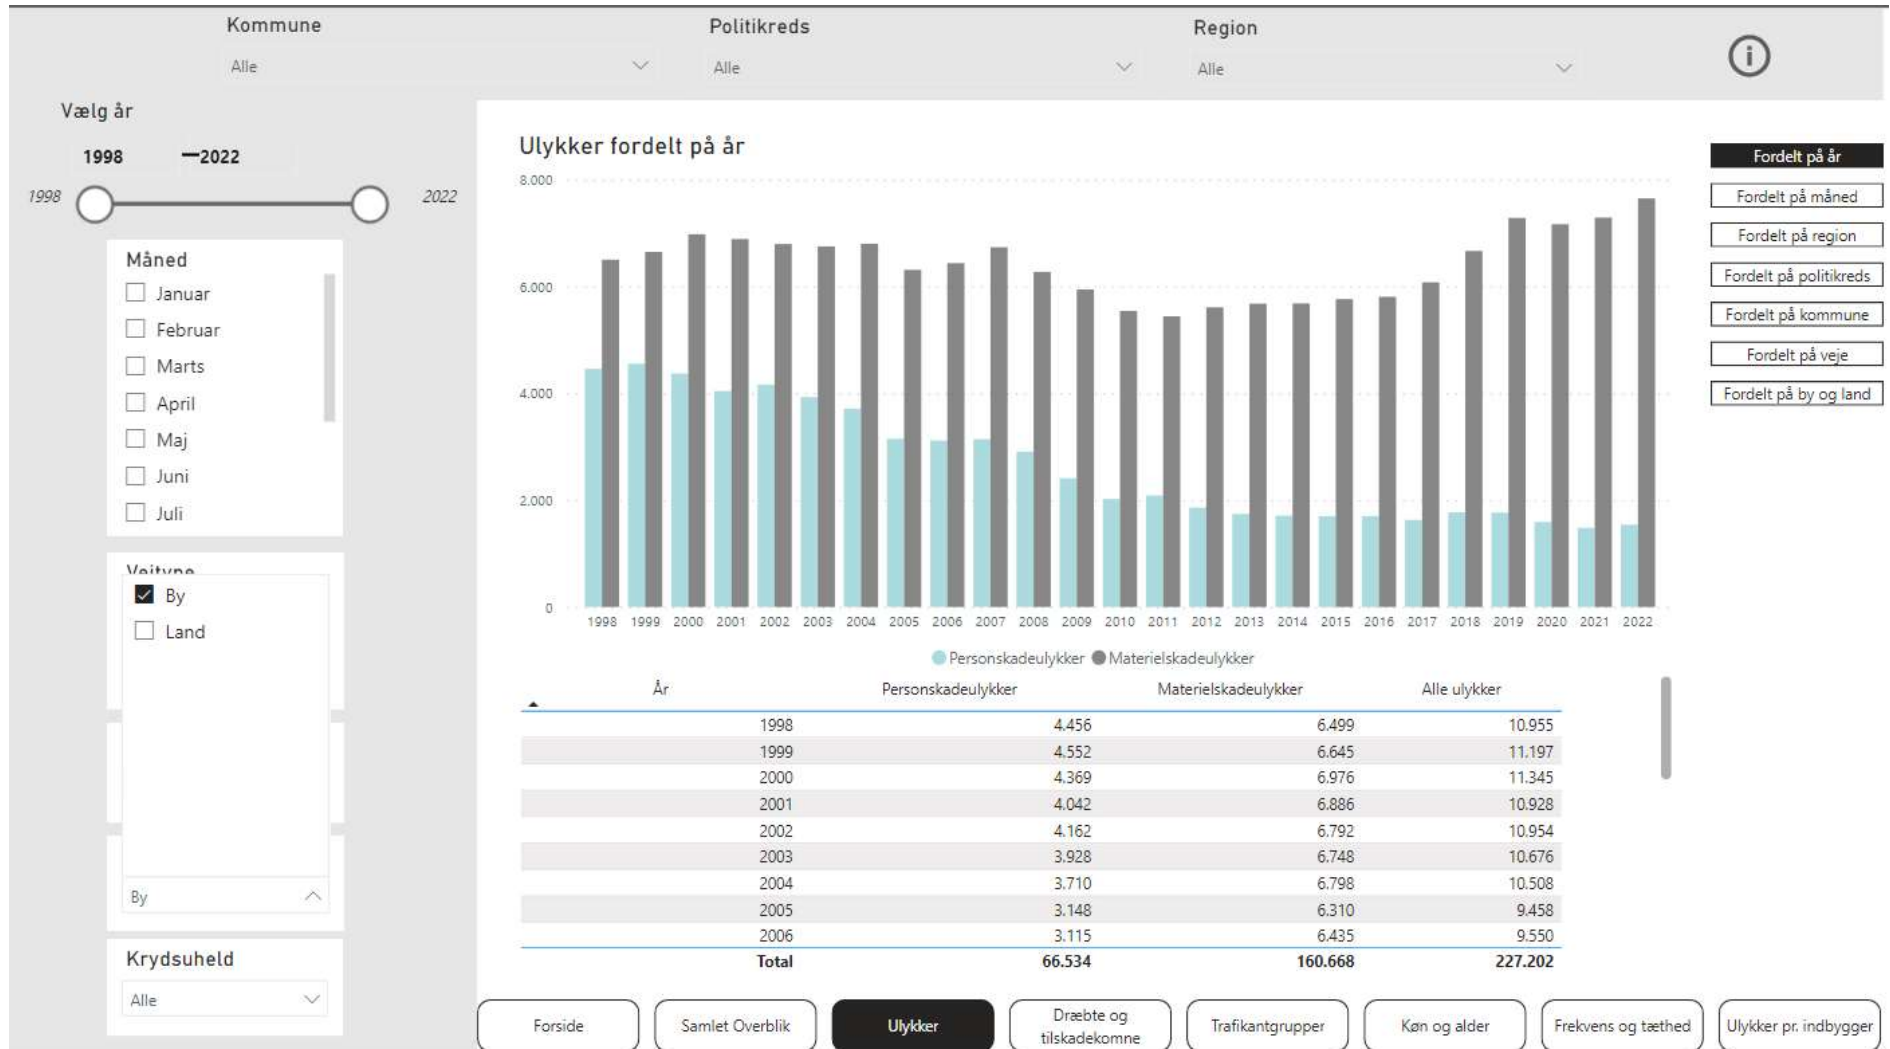 Kommune Politikreds Region
Alle Alle Alle
Vælg år
1998 —2022
1998 2022
Måned
Januar
Februar
Marts
April
Maj
Juni
Juli
Vejtype
By
Land
By
Krydsuheld
Alle
Ulykker fordelt på år
8.000
6.000
4.000
2.000
0
1998 1999 2000 2001 2002 2003 2004 2005 2006 2007 2008 2009 2010 2011 2012 2013 2014 2015 2016 2017 2018 2019 2020 2021 2022
Personskadeulykker Materielskadeulykker
År Personskadeulykker Materielskadeulykker Alle ulykker
1998 4.456 6.499 10.955
1999 4.552 6.645 11.197
2000 4.369 6.976 11.345
2001 4.042 6.886 10.928
2002 4.162 6.792 10.954
2003 3.928 6.748 10.676
2004 3.710 6.798 10.508
2005 3.148 6.310 9.458
2006 3.115 6.435 9.550
Total 66.534 160.668 227.202
Fordelt på år
Fordelt på måned
Fordelt på region
Fordelt på politikreds
Fordelt på kommune
Fordelt på veje
Fordelt på by og land
Forside
Samlet Overblik
Ulykker
Dræbte og
tilskadekomne
Trafikantgrupper
Køn og alder
Frekvens og tæthed
Ulykker pr. indbygger